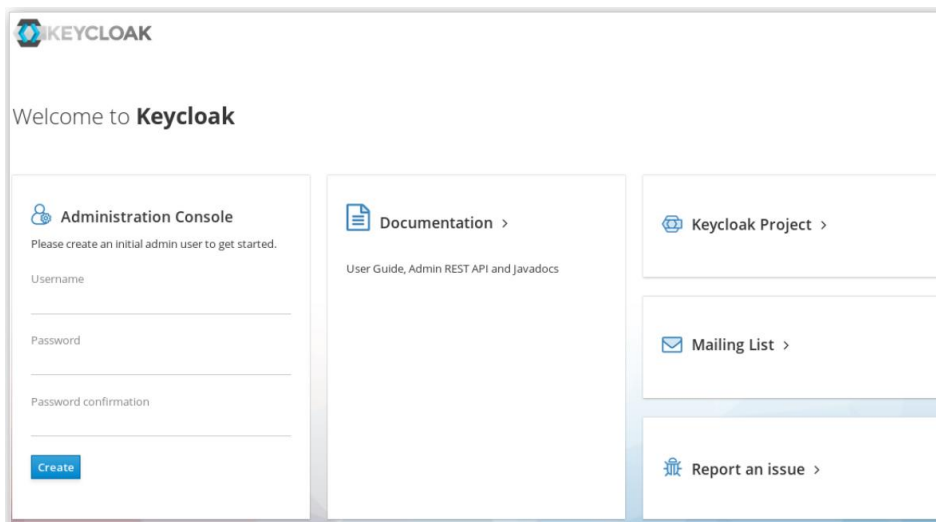 KEYCLOAK
Welcome to Keycloak
Administration Console
Please create an initial admin user to get started.
Username
Password
Password confirmation
Create
Documentation >
User Guide, Admin REST API and Javadocs
Keycloak Project >
Mailing List >
Report an issue >